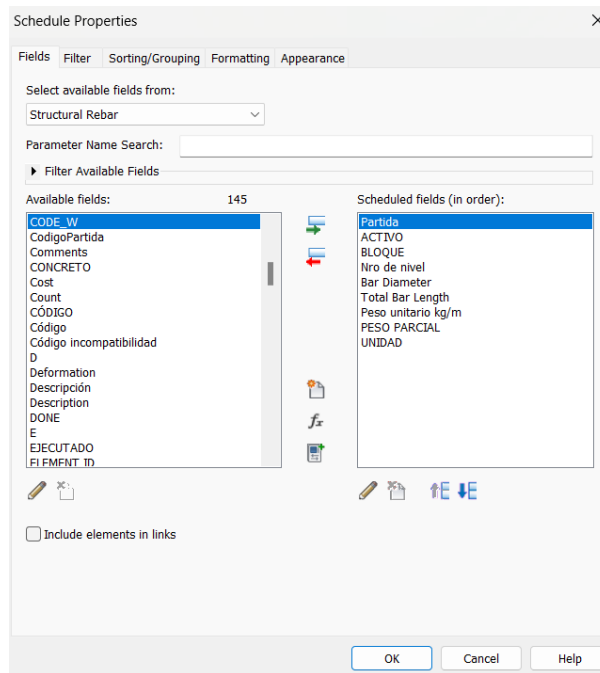 Schedule Properties
Fields Filter Sorting/Grouping Formatting Appearance
Select available fields from:
Structural Rebar
Parameter Name Search:
Filter Available Fields
Available fields: 145
CODE_W
CodigoPartida
Comments
CONCRETO
Cost
Count
CÓDIGO
Código
Código incompatibilidad
D
Deformation
Descripción
Description
DONE
E
EJECUTADO
ELEMENT ID
fx
Scheduled fields (in order):
Partida
ACTIVO
BLOQUE
Nro de nivel
Bar Diameter
Total Bar Length
Peso unitario kg/m
PESO PARCIAL
UNIDAD
Include elements in links
OK Cancel Help